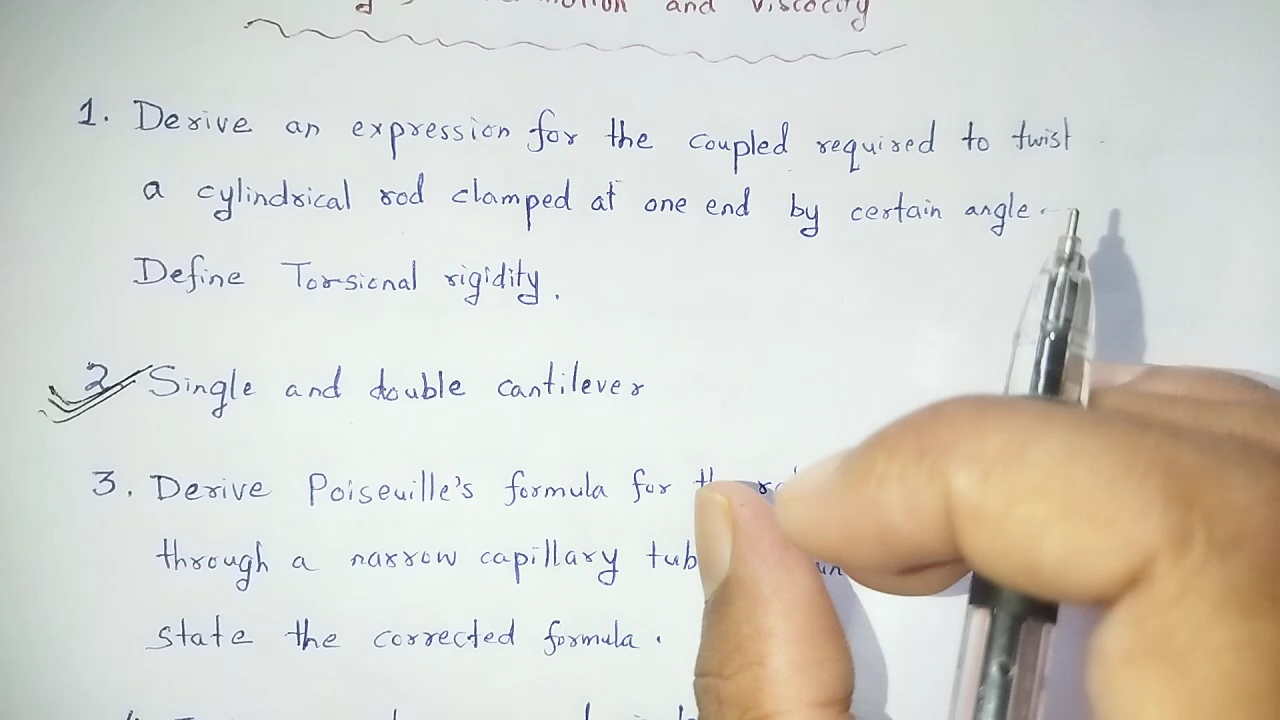 and Viscocity
1. Derive an expression for the coupled required to twist
a cylindrical rod clamped at one end by certain angle.
Define Torsional rigidity.
2 Single and double cantilever
3. Derive Poiseuille's formula for
through a narrow capillary
state the corrected formula.